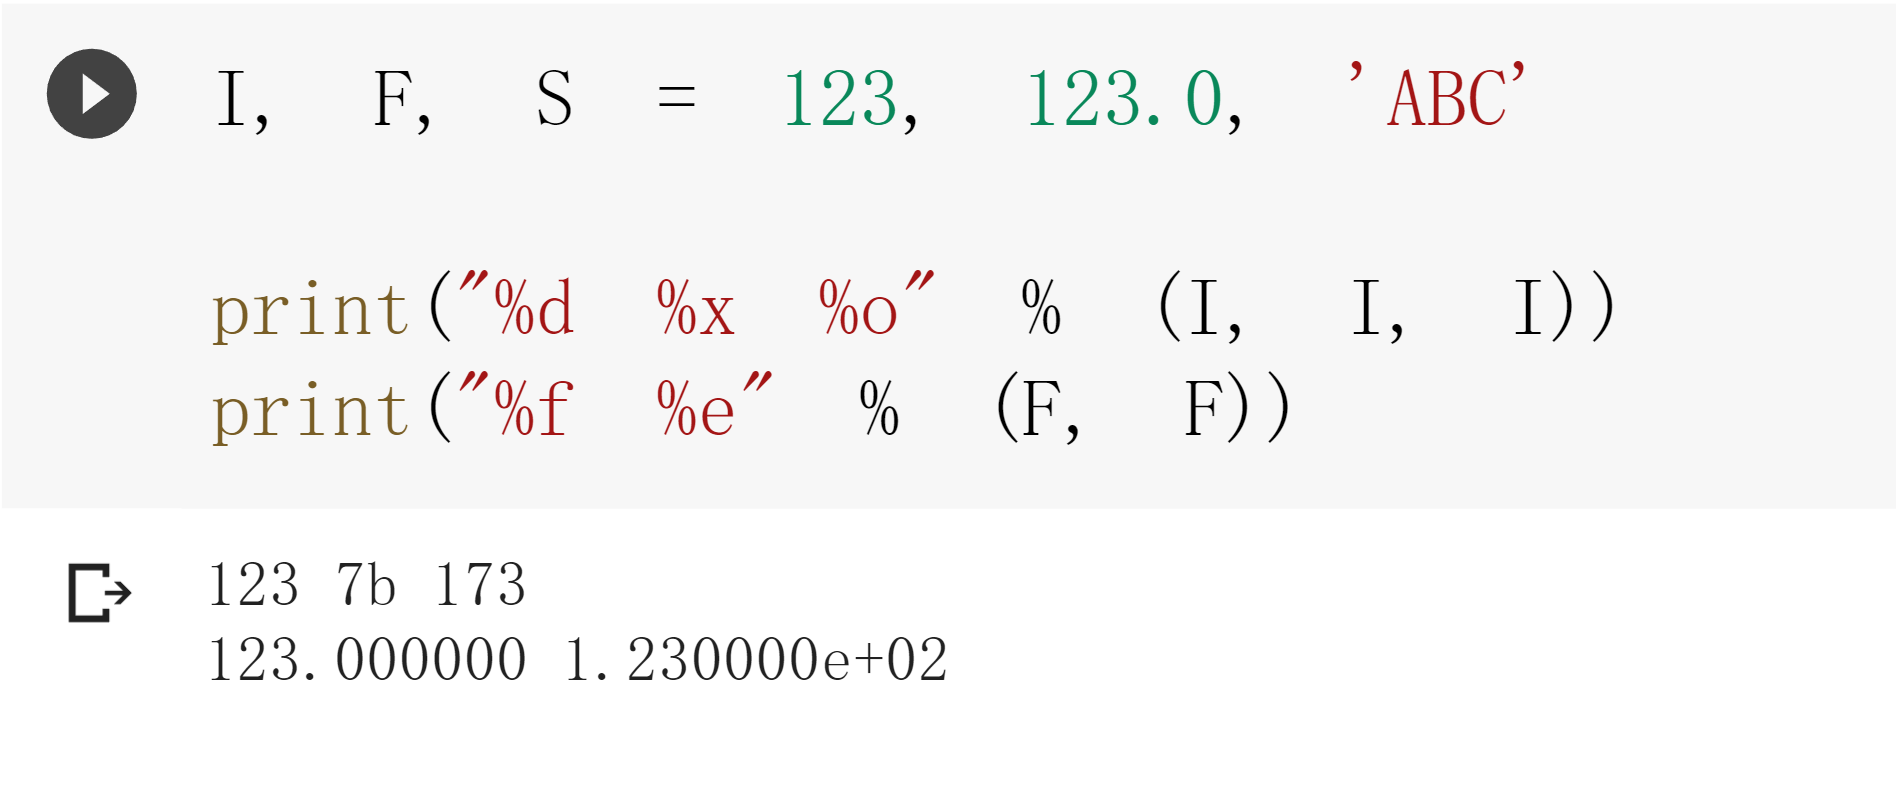 I, F, S = 123, 123.0, 'ABC'
print("%d %x %o" % (I, I, I))
print("%f %e" % (F, F))
123 7b 173
123.000000 1.230000e+02